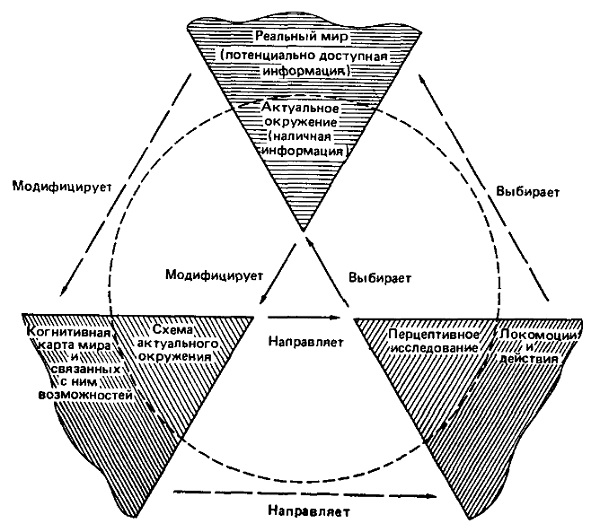 Реальный мир
(потенциально доступная
информация)
Актуальное
окружение
(наличная
информация)
Модифицирует
Выбирает
Модифицирует
Выбирает
Когнитивная
карта мира
и
связанных
с ним
возможностей
Схема
актуального
окружения
Направляет
Перцептивное
исследование
Локомоции
и
действия
Направляет